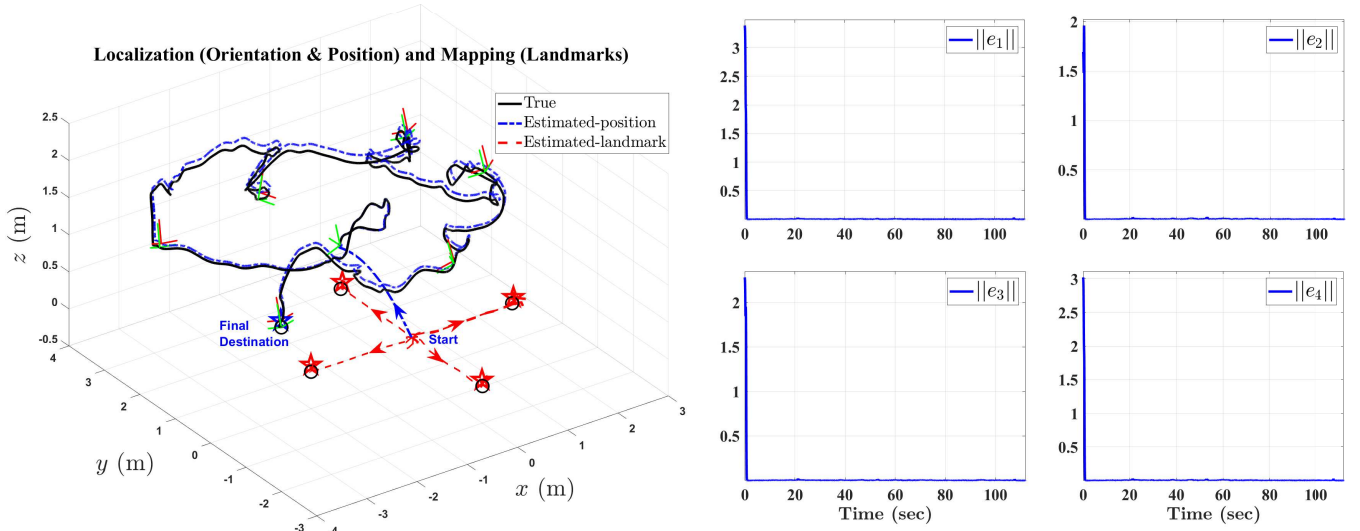 Localization (Orientation & Position) and Mapping (Landmarks)
True
Estimated-position
Estimated-landmark
2.5
2
1.5
1
0.5
0
-0.5
z (m)
4
3
2
1
0
-1
-2
-3
y (m)
-4
-3
-2
-1
0
1
2
3
x (m)
Final
Destination
Start
||e₁||
3
2.5
2
1.5
1
0.5
0 20 40 60 80 100
||e₂||
2
1.5
1
0.5
0 20 40 60 80 100
||e₃||
2
1.5
1
0.5
0 20 40 60 80 100
Time (sec)
||e₄||
3
2.5
2
1.5
1
0.5
0 20 40 60 80 100
Time (sec)